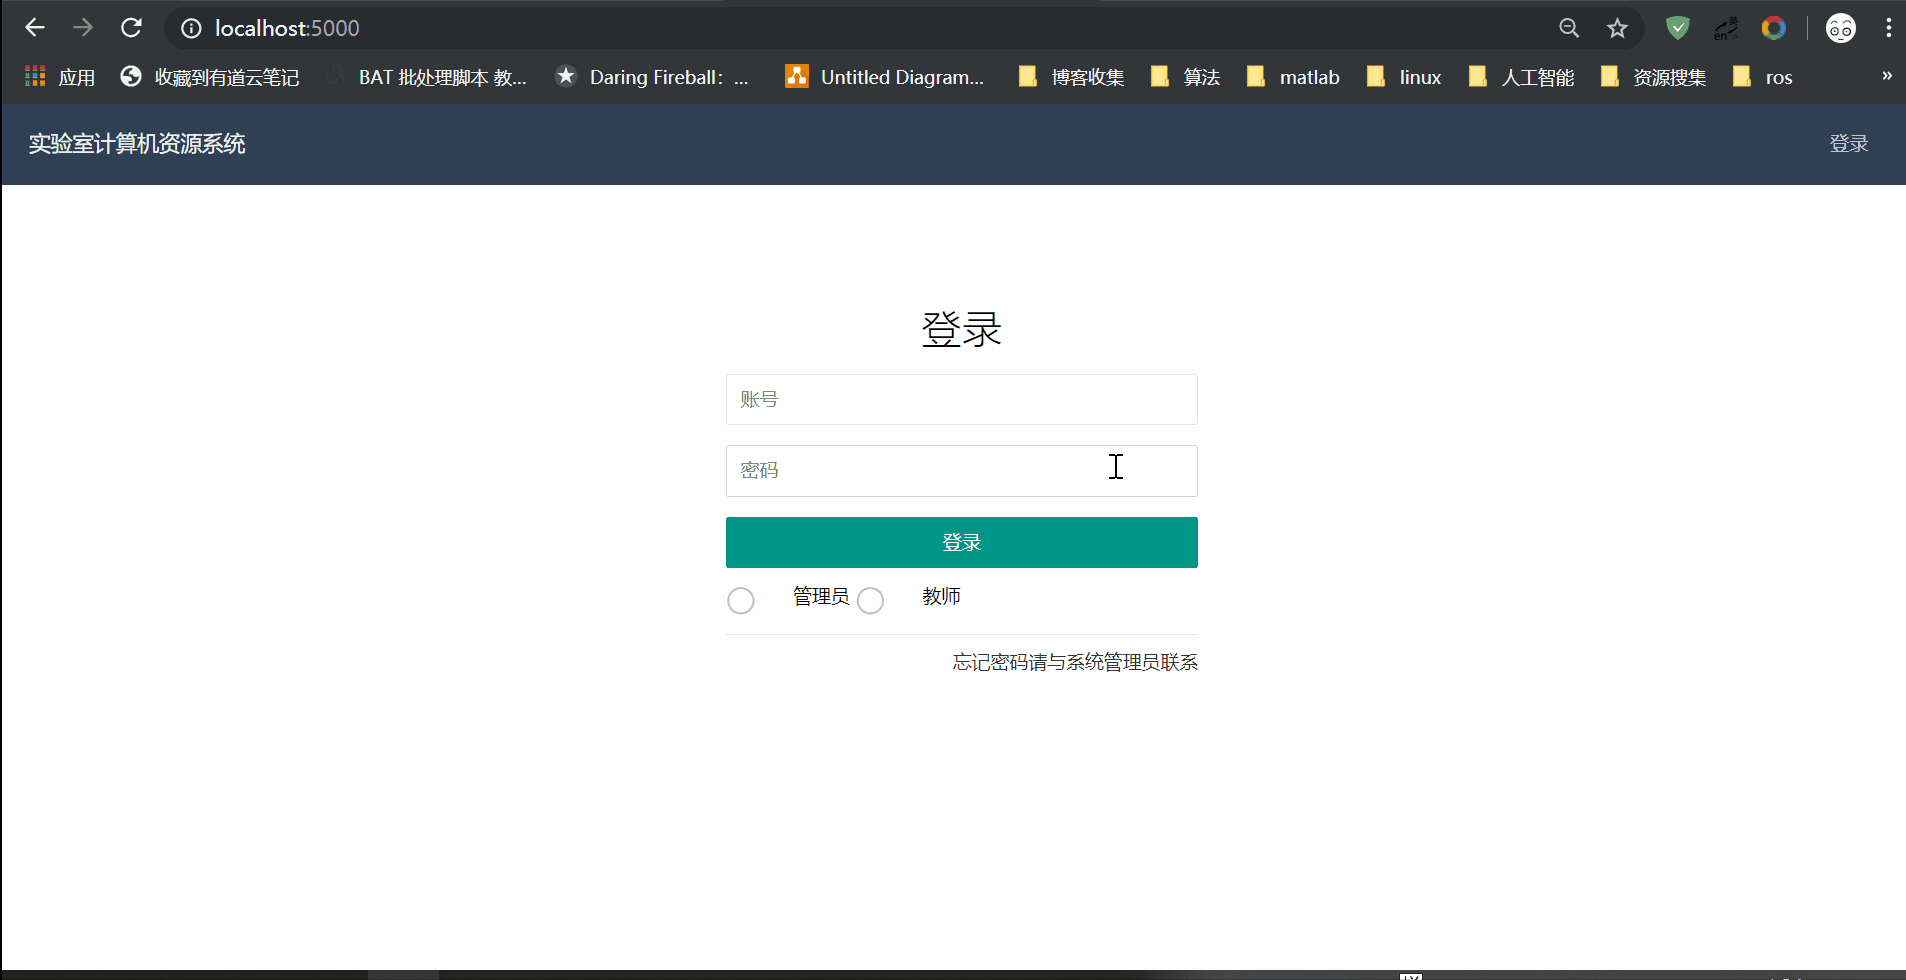 localhost:5000
应用 收藏到有道云笔记 BAT 批处理脚本 教... Daring Fireball: ... Untitled Diagram... 博客收集 算法 matlab linux 人工智能 资源搜集 ros »
实验室计算机资源系统 登录
登录
账号
密码
登录
管理员 教师
忘记密码请与系统管理员联系